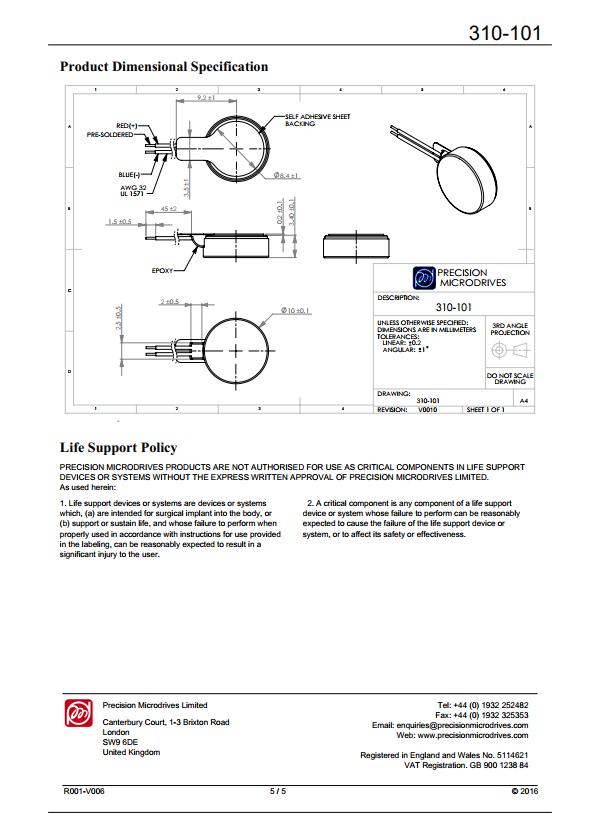 310-101
Product Dimensional Specification
1 2 3 4 5 6
9,2 ±1
RED(+)
PRE-SOLDERED
SELF ADHESIVE SHEET
BACKING
A A
BLUE(-)
AWG 32
UL 1571
3,5 ±1
Ø8,4 ±1
45 ±2
1,5 ±0.5
0,2 ±0,1
3,40 ±0,1
B B
EPOXY
PRECISION
MICRODRIVES
DESCRIPTION:
310-101
C
2 ±0.5
Ø10 ±0,1
2,5 ±0.5
UNLESS OTHERWISE SPECIFIED:
DIMENSIONS ARE IN MILLIMETERS
TOLERANCES:
LINEAR: ±0.2
ANGULAR: ±1°
3RD ANGLE
PROJECTION
DO NOT SCALE
DRAWING
D
DRAWING:
310-101
A4
REVISION: V0010 SHEET 1 OF 1
1 2 3 4
Life Support Policy
PRECISION MICRODRIVES PRODUCTS ARE NOT AUTHORISED FOR USE AS CRITICAL COMPONENTS IN LIFE SUPPORT
DEVICES OR SYSTEMS WITHOUT THE EXPRESS WRITTEN APPROVAL OF PRECISION MICRODRIVES LIMITED.
As used herein:
1. Life support devices or systems are devices or systems
which, (a) are intended for surgical implant into the body, or
(b) support or sustain life, and whose failure to perform when
properly used in accordance with instructions for use provided
in the labeling, can be reasonably expected to result in a
significant injury to the user.
2. A critical component is any component of a life support
device or system whose failure to perform can be reasonably
expected to cause the failure of the life support device or
system, or to affect its safety or effectiveness.
Precision Microdrives Limited
Canterbury Court, 1-3 Brixton Road
London
SW9 6DE
United Kingdom
Tel: +44 (0) 1932 252482
Fax: +44 (0) 1932 325353
Email: enquiries@precisionmicrodrives.com
Web: www.precisionmicrodrives.com
Registered in England and Wales No. 5114621
VAT Registration. GB 900 1238 84
R001-V006 5 / 5 © 2016